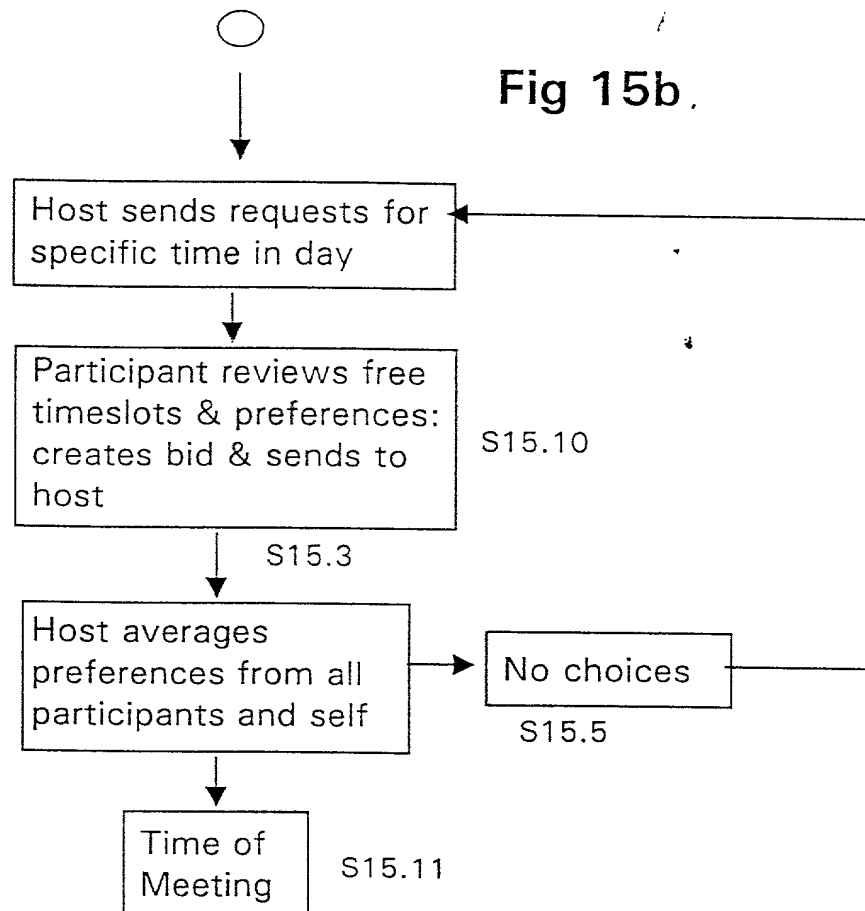 Fig 15b.
Host sends requests for
specific time in day
Participant reviews free
timeslots & preferences:
creates bid & sends to
host
S15.10
S15.3
Host averages
preferences from all
participants and self
No choices
S15.5
Time of
Meeting
S15.11